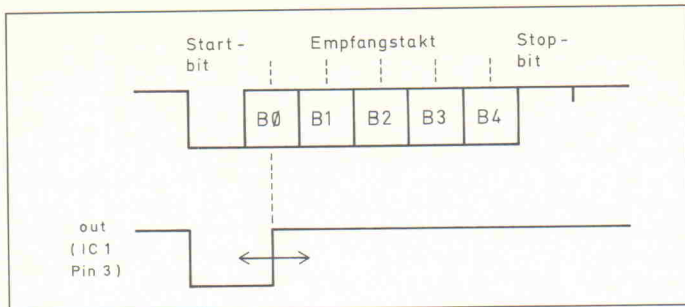 Start-
bit
Empfangstakt
Stop-
bit
BØ B1 B2 B3 B4
out
( IC 1
Pin 3 )